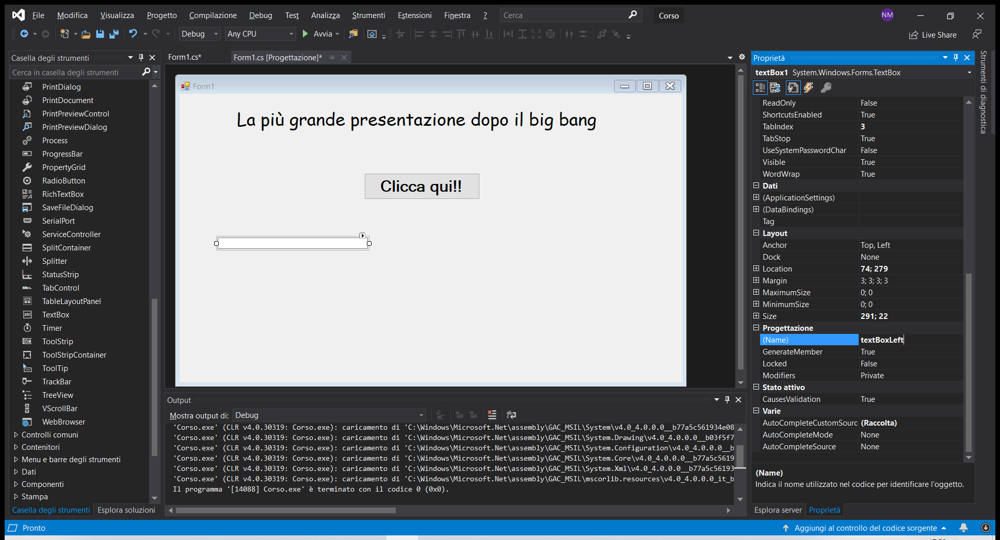 File Modifica Visualizza Progetto Compilazione Debug Test Analizza Strumenti Estensioni Finestra ? Cerca Corso NM
Debug Any CPU Avvia Live Share
Casella degli strumenti
Cerca in casella degli strumenti
PrintDialog
PrintDocument
PrintPreviewControl
PrintPreviewDialog
Process
ProgressBar
PropertyGrid
RadioButton
RichTextBox
SaveFileDialog
SerialPort
ServiceController
SplitContainer
Splitter
StatusStrip
TabControl
TableLayoutPanel
TextBox
Timer
ToolStrip
ToolStripContainer
ToolTip
TrackBar
TreeView
VScrollBar
WebBrowser
Controlli comuni
Contenitori
Menu e barre degli strumenti
Dati
Componenti
Stampa
Casella degli strumenti Esplora soluzioni
Form1.cs* Form1.cs [Progettazione]*
Form1
La più grande presentazione dopo il big bang
Clicca qui!!
Output
Mostra output di: Debug
'Corso.exe' (CLR v4.0.30319: Corso.exe): caricamento di 'C:\Windows\Microsoft.Net\assembly\GAC_MSIL\System\v4.0_4.0.0.0__b77a5c561934e08
'Corso.exe' (CLR v4.0.30319: Corso.exe): caricamento di 'C:\Windows\Microsoft.Net\assembly\GAC_MSIL\System.Drawing\v4.0_4.0.0.0__b03f5f7
'Corso.exe' (CLR v4.0.30319: Corso.exe): caricamento di 'C:\Windows\Microsoft.Net\assembly\GAC_MSIL\System.Configuration\v4.0_4.0.0.0__b
'Corso.exe' (CLR v4.0.30319: Corso.exe): caricamento di 'C:\Windows\Microsoft.Net\assembly\GAC_MSIL\System.Core\v4.0_4.0.0.0__b77a5c5619
'Corso.exe' (CLR v4.0.30319: Corso.exe): caricamento di 'C:\Windows\Microsoft.Net\assembly\GAC_MSIL\System.Xml\v4.0_4.0.0.0__b77a5c56193
'Corso.exe' (CLR v4.0.30319: Corso.exe): caricamento di 'C:\Windows\Microsoft.Net\assembly\GAC_MSIL\mscorlib.resources\v4.0_4.0.0.0_it_b
Il programma '[14088] Corso.exe' è terminato con il codice 0 (0x0).
Proprietà
textBox1 System.Windows.Forms.TextBox
ReadOnly False
ShortcutsEnabled True
TabIndex 3
TabStop True
UseSystemPasswordChar False
Visible True
WordWrap True
Dati
(ApplicationSettings)
(DataBindings)
Tag
Layout
Anchor Top, Left
Dock None
Location 74; 279
Margin 3; 3; 3; 3
MaximumSize 0; 0
MinimumSize 0; 0
Size 291; 22
Progettazione
(Name) textBoxLeft
GenerateMember True
Locked False
Modifiers Private
Stato attivo
CausesValidation True
Varie
AutoCompleteCustomSourc (Raccolta)
AutoCompleteMode None
AutoCompleteSource None
(Name)
Indica il nome utilizzato nel codice per identificare l'oggetto.
Esplora server Proprietà
Strumenti di diagnostica
Pronto Aggiungi al controllo del codice sorgente